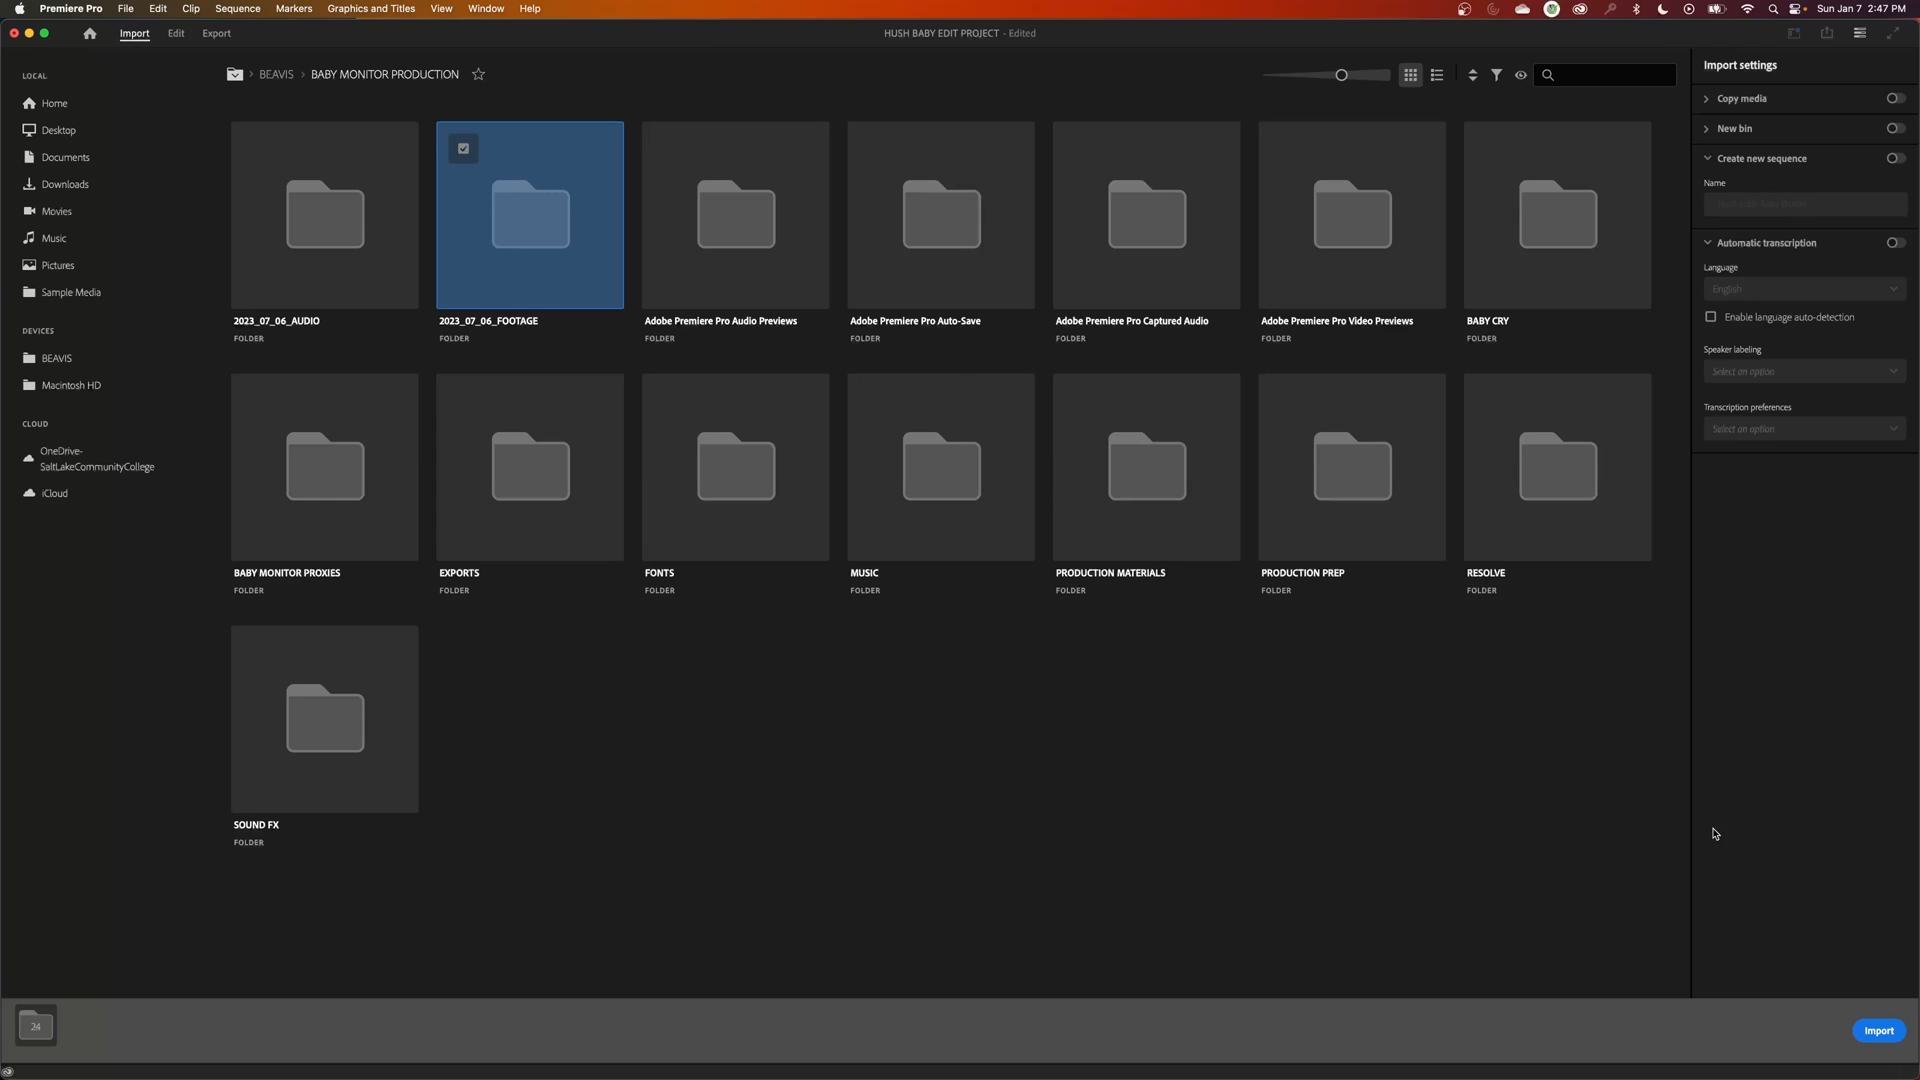 Premiere Pro File Edit Clip Sequence Markers Graphics and Titles View Window Help Sun Jan 7 2:47 PM
Import Edit Export HUSH BABY EDIT PROJECT - Edited
LOCAL
Home
Desktop
Documents
Downloads
Movies
Music
Pictures
Sample Media
DEVICES
BEAVIS
Macintosh HD
CLOUD
OneDrive-
SaltLakeCommunityCollege
iCloud
BEAVIS › BABY MONITOR PRODUCTION
2023_07_06_AUDIO
FOLDER
2023_07_06_FOOTAGE
FOLDER
Adobe Premiere Pro Audio Previews
FOLDER
Adobe Premiere Pro Auto-Save
FOLDER
Adobe Premiere Pro Captured Audio
FOLDER
Adobe Premiere Pro Video Previews
FOLDER
BABY CRY
FOLDER
BABY MONITOR PROXIES
FOLDER
EXPORTS
FOLDER
FONTS
FOLDER
MUSIC
FOLDER
PRODUCTION MATERIALS
FOLDER
PRODUCTION PREP
FOLDER
RESOLVE
FOLDER
SOUND FX
FOLDER
Import settings
Copy media
New bin
Create new sequence
Name
Automatic transcription
Language
English
Enable language auto-detection
Speaker labeling
Select an option
Transcription preferences
Select an option
24
Import